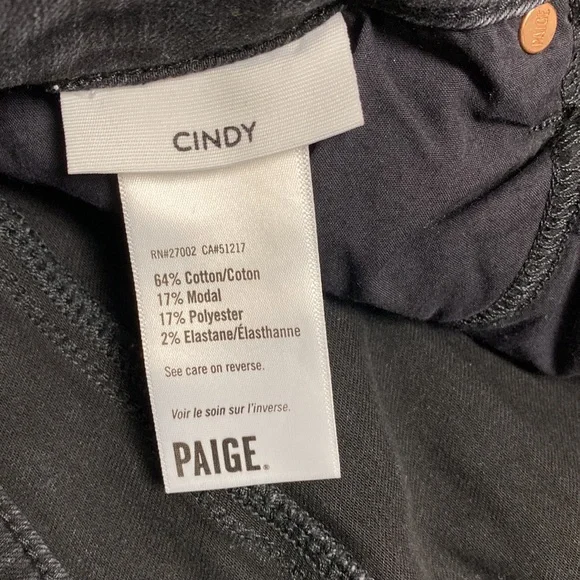 PAIGE
CINDY
RN#27002 CA#51217
64% Cotton/Coton
17% Modal
17% Polyester
2% Elastane/Élasthanne
See care on reverse.
Voir le soin sur l'inverse.
PAIGE.